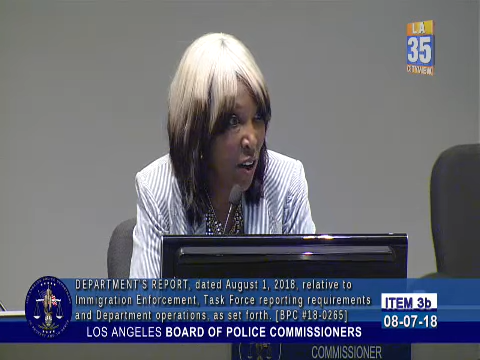 LA
35
DEPARTMENT'S REPORT, dated August 1, 2018, relative to
Immigration Enforcement, Task Force reporting requirements
and Department operations, as set forth. [BPC #18-0265]
ITEM 3b
LOS ANGELES BOARD OF POLICE COMMISSIONERS
08-07-18
COMMISSIONER